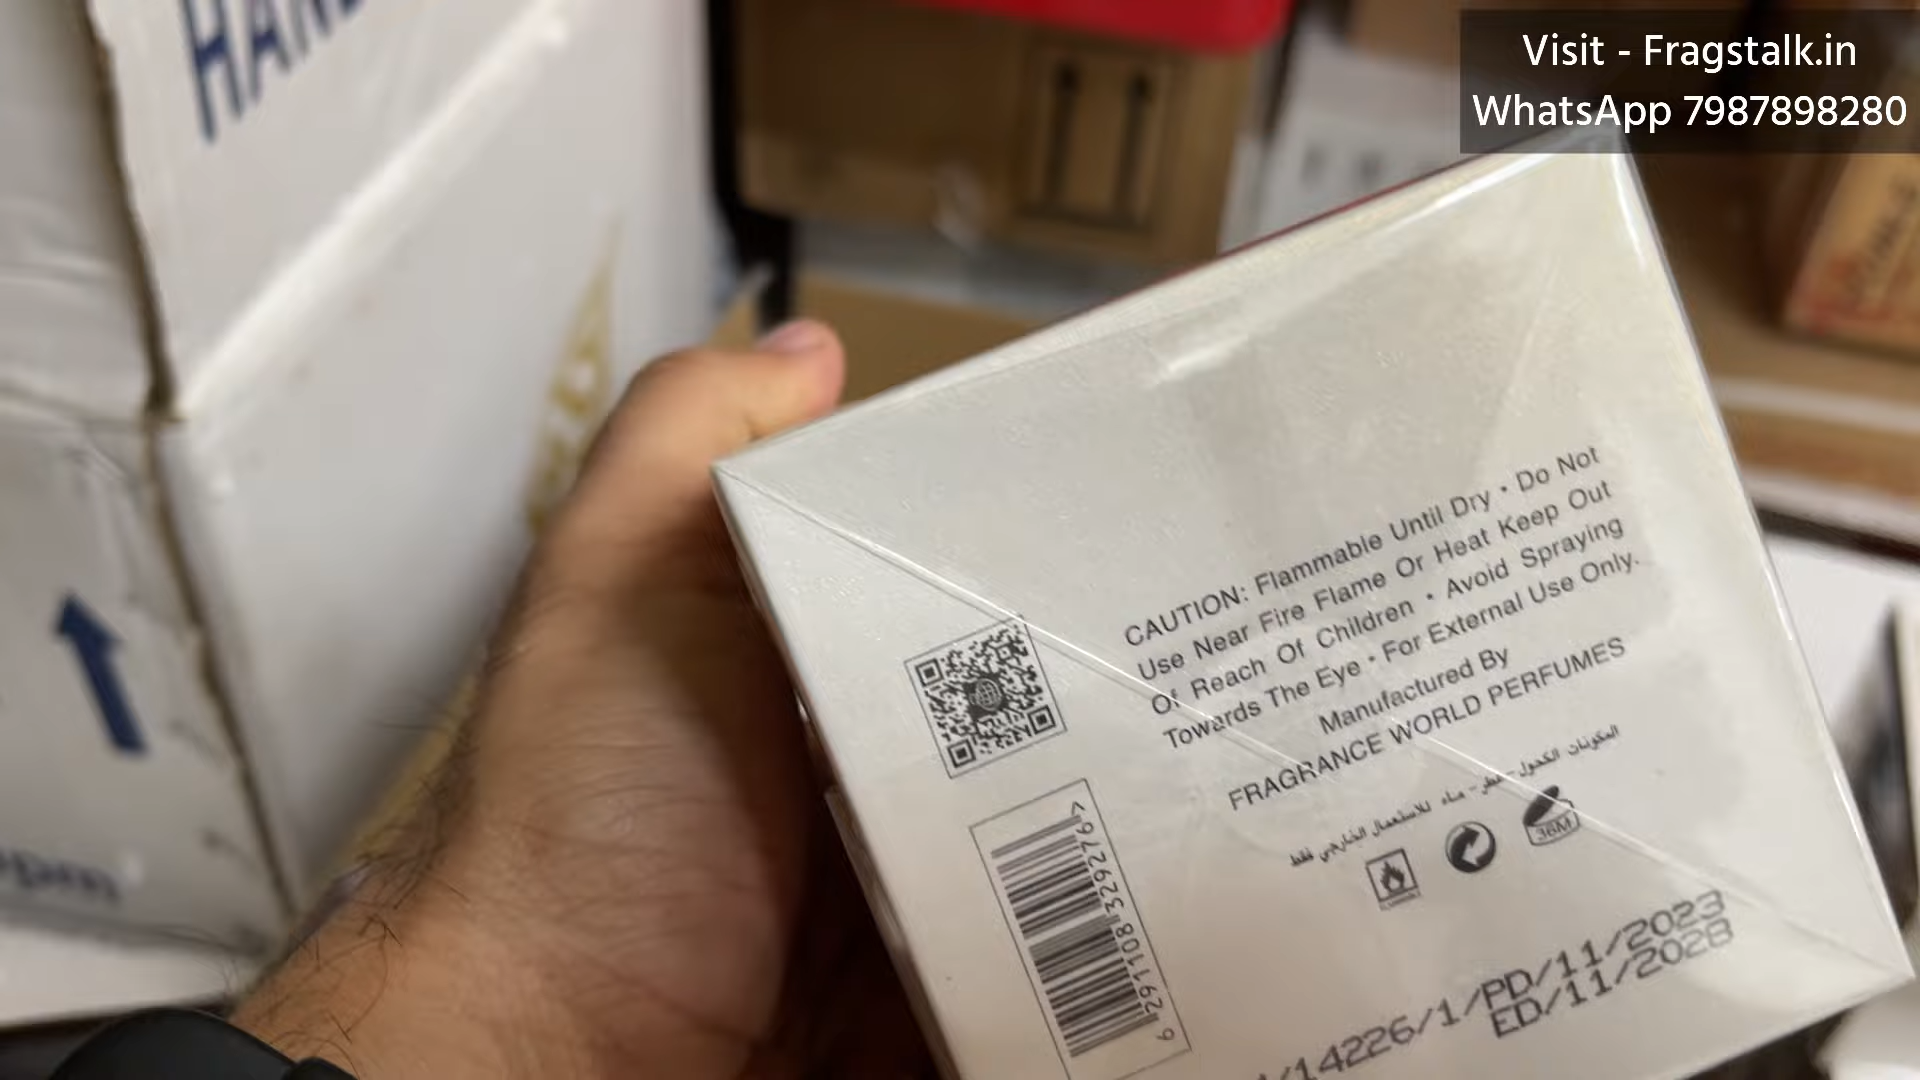 Visit - Fragstalk.in
WhatsApp 7987898280
CAUTION: Flammable Until Dry • Do Not
Use Near Fire Flame Or Heat Keep Out
Of Reach Of Children • Avoid Spraying
Towards The Eye • For External Use Only.
Manufactured By
FRAGRANCE WORLD PERFUMES
المكونات الكحول - عطر - ماء للاستعمال الخارجي فقط
36M
6 291108 329276>
/14226/1/PD/11/2023
ED/11/2028